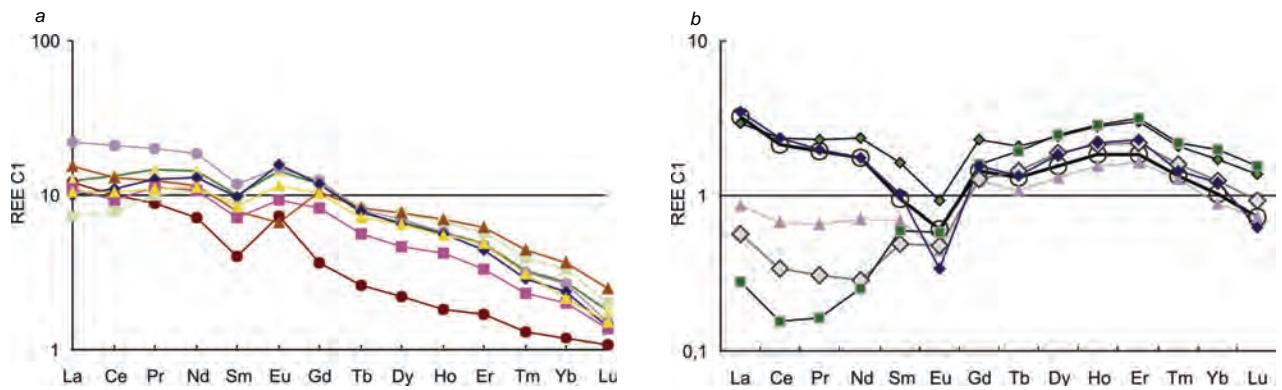 a
100
10
1
REE C1
La Ce Pr Nd Sm Eu Gd Tb Dy Ho Er Tm Yb Lu
b
10
1
0,1
REE C1
La Ce Pr Nd Sm Eu Gd Tb Dy Ho Er Tm Yb Lu